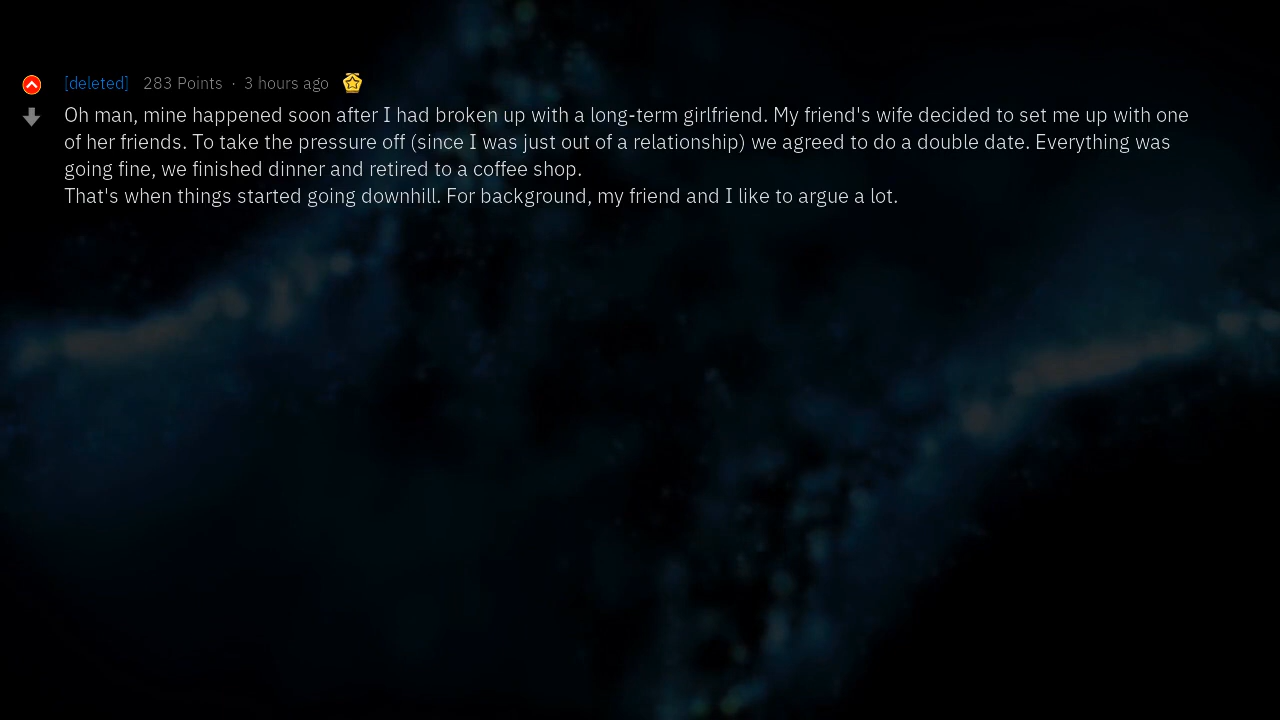 [deleted] 283 Points · 3 hours ago
Oh man, mine happened soon after I had broken up with a long-term girlfriend. My friend's wife decided to set me up with one
of her friends. To take the pressure off (since I was just out of a relationship) we agreed to do a double date. Everything was
going fine, we finished dinner and retired to a coffee shop.
That's when things started going downhill. For background, my friend and I like to argue a lot.